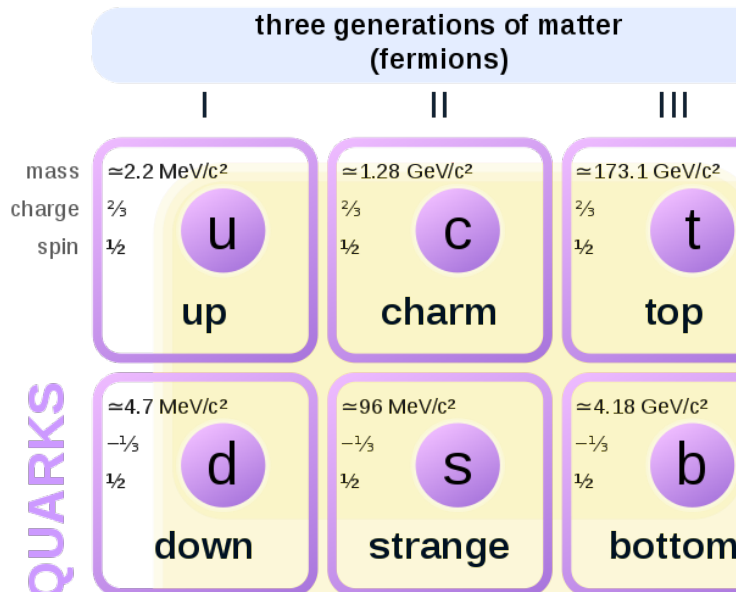 three generations of matter
(fermions)
I II III
mass ≃2.2 MeV/c² ≃1.28 GeV/c² ≃173.1 GeV/c²
charge ⅔ ⅔ ⅔
spin ½ ½ ½
u c t
up charm top
≃4.7 MeV/c² ≃96 MeV/c² ≃4.18 GeV/c²
−⅓ −⅓ −⅓
½ ½ ½
d s b
down strange bottom
QUARKS